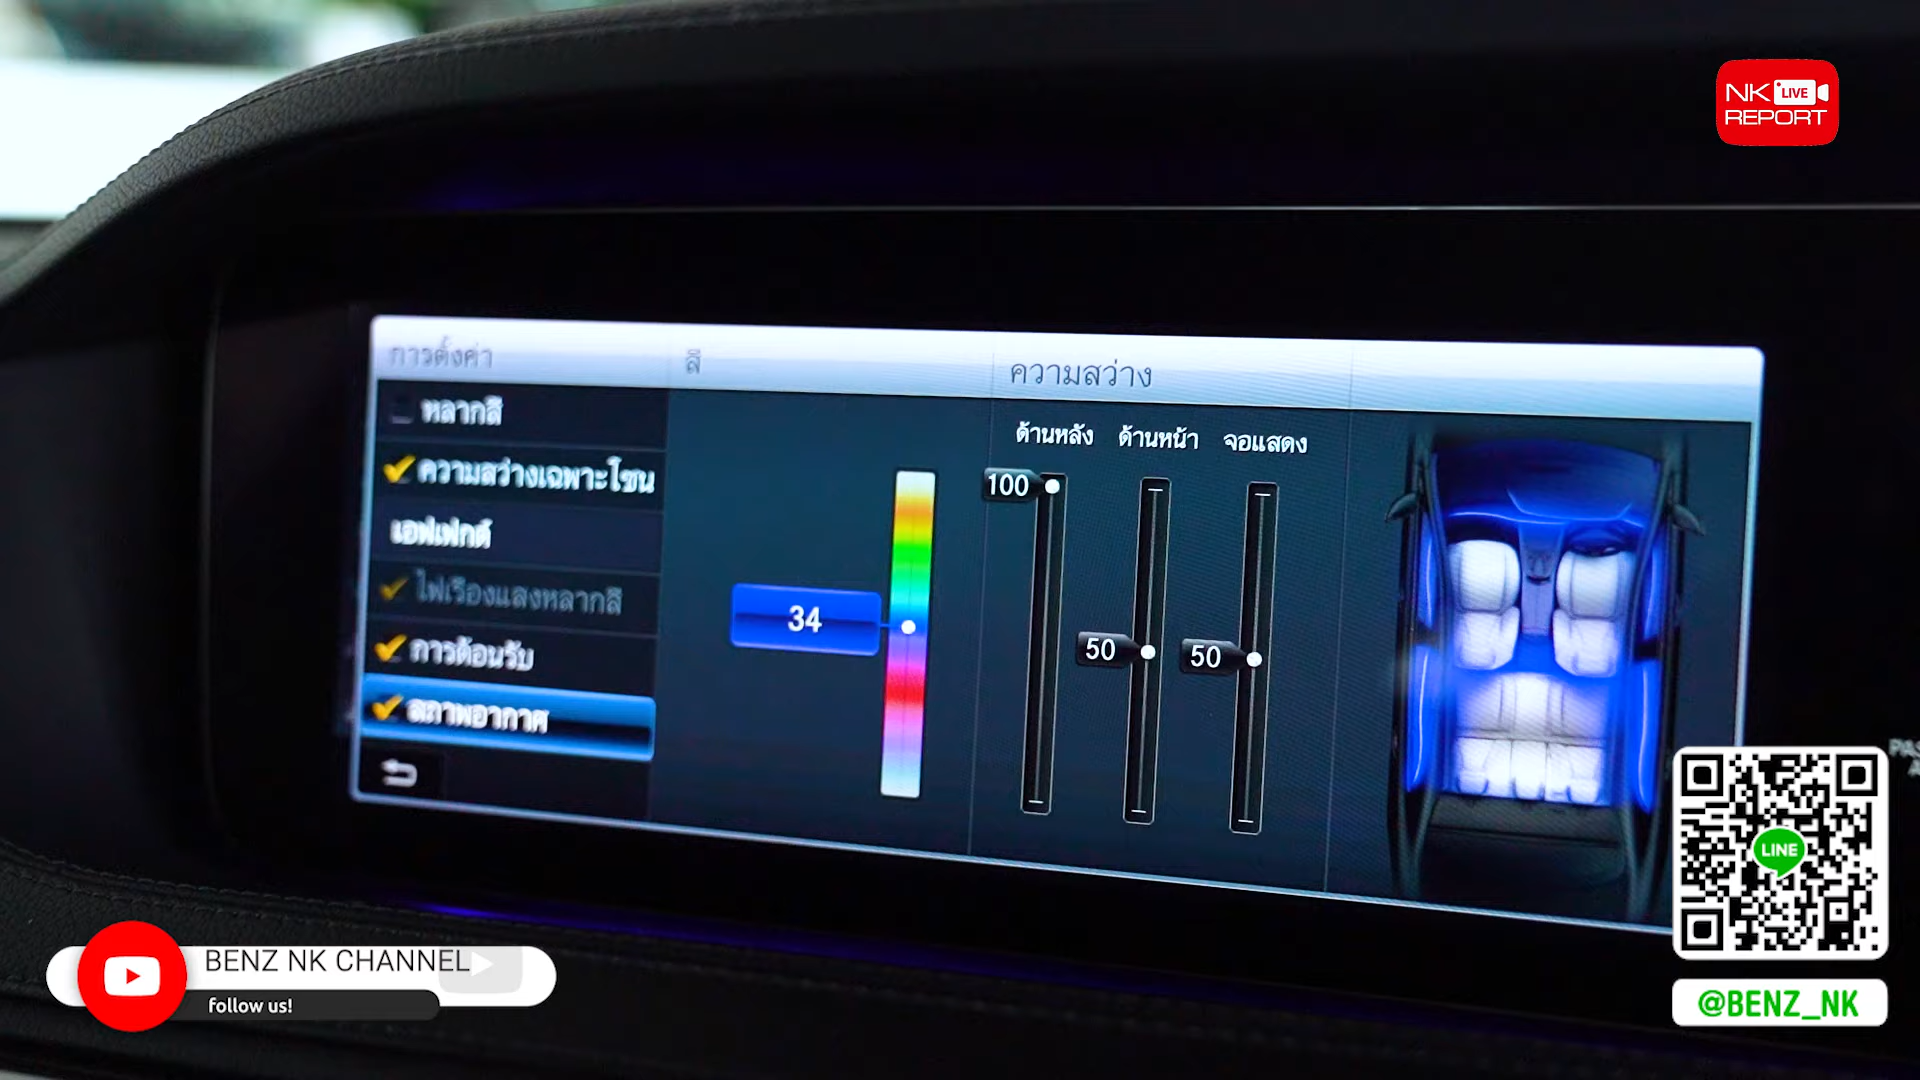 NK LIVE
REPORT
การตั้งค่า
สี
ความสว่าง
หลากสี
ความสว่างเฉพาะโซน
เอฟเฟกต์
ไฟเรืองแสงหลากสี
การต้อนรับ
สภาพอากาศ
ด้านหลัง
ด้านหน้า
จอแสดง
100
34
50
50
LINE
@BENZ_NK
BENZ NK CHANNEL
follow us!